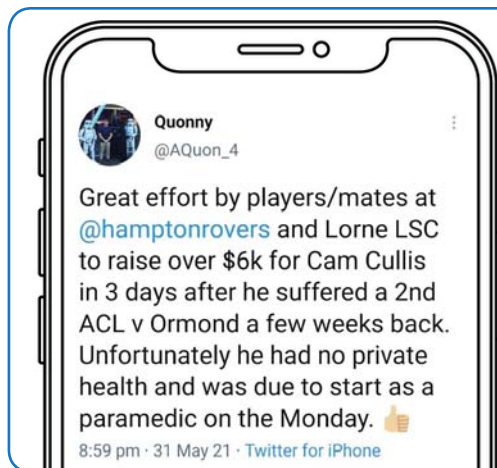 Quonny
@AQuon_4
Great effort by players/mates at
@hamptonrovers and Lorne LSC
to raise over $6k for Cam Cullis
in 3 days after he suffered a 2nd
ACL v Ormond a few weeks back.
Unfortunately he had no private
health and was due to start as a
paramedic on the Monday. 👍🏼
8:59 pm · 31 May 21 · Twitter for iPhone